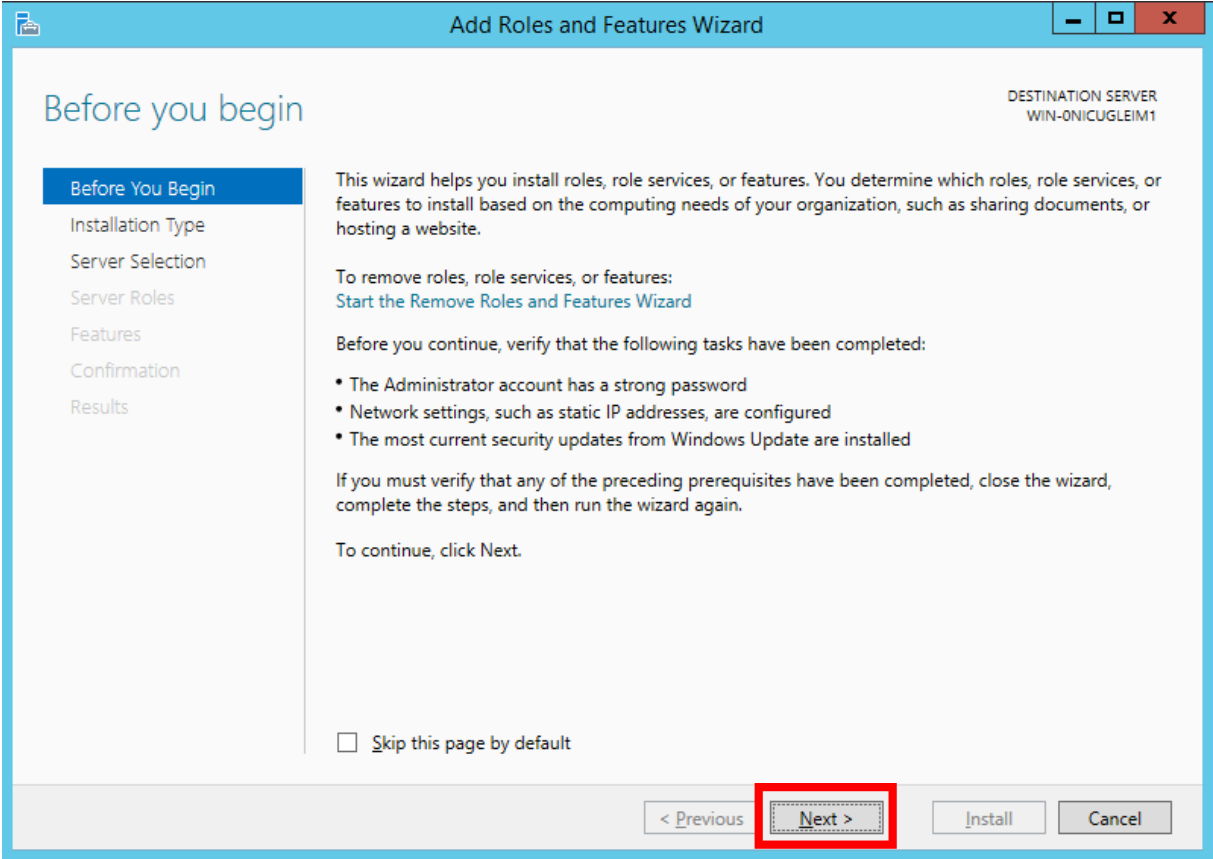 Add Roles and Features Wizard
x
Before you begin
DESTINATION SERVER
WIN-0NICUGLEIM1
Before You Begin
Installation Type
Server Selection
Server Roles
Features
Confirmation
Results
This wizard helps you install roles, role services, or features. You determine which roles, role services, or
features to install based on the computing needs of your organization, such as sharing documents, or
hosting a website.
To remove roles, role services, or features:
Start the Remove Roles and Features Wizard
Before you continue, verify that the following tasks have been completed:
• The Administrator account has a strong password
• Network settings, such as static IP addresses, are configured
• The most current security updates from Windows Update are installed
If you must verify that any of the preceding prerequisites have been completed, close the wizard,
complete the steps, and then run the wizard again.
To continue, click Next.
Skip this page by default
< Previous
Next >
Install
Cancel